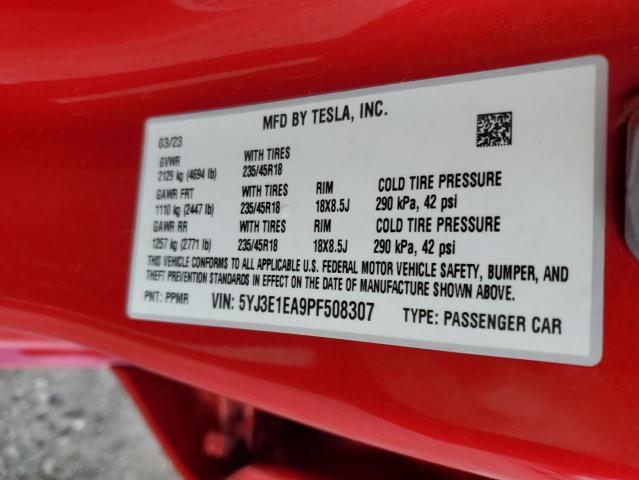 MFD BY TESLA, INC.
03/23
GVWR WITH TIRES
2129 kg (4694 lb) 235/45R18
GAWR FRT WITH TIRES RIM COLD TIRE PRESSURE
1110 kg (2447 lb) 235/45R18 18X8.5J 290 kPa, 42 psi
GAWR RR WITH TIRES RIM COLD TIRE PRESSURE
1257 kg (2771 lb) 235/45R18 18X8.5J 290 kPa, 42 psi
THIS VEHICLE CONFORMS TO ALL APPLICABLE U.S. FEDERAL MOTOR VEHICLE SAFETY, BUMPER, AND
THEFT PREVENTION STANDARDS IN EFFECT ON THE DATE OF MANUFACTURE SHOWN ABOVE.
PNT: PPMR VIN: 5YJ3E1EA9PF508307 TYPE: PASSENGER CAR